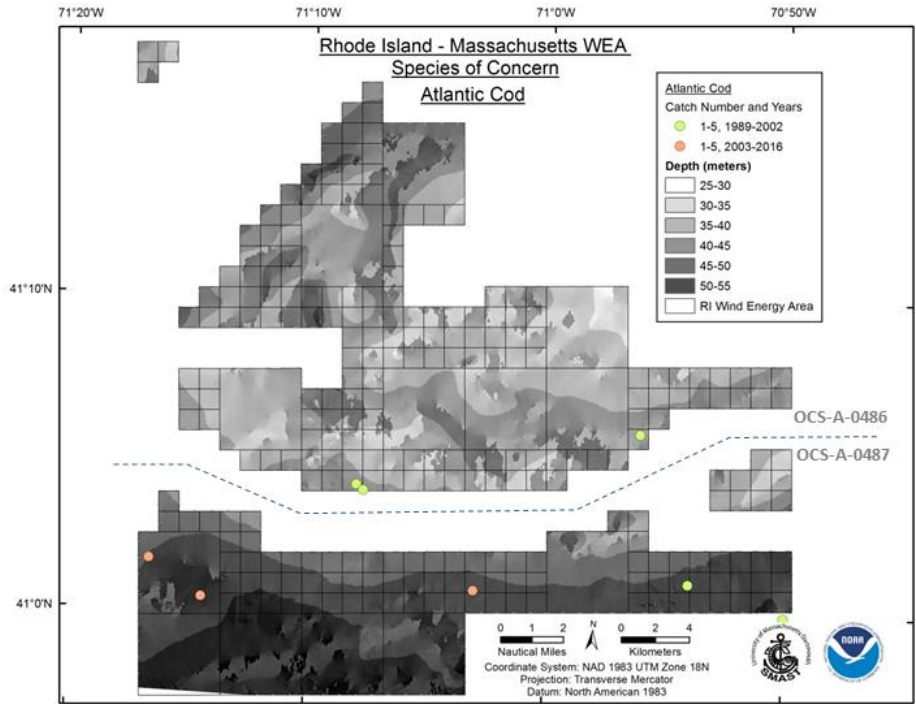 71°20'W 71°10'W 71°0'W 70°50'W
Rhode Island - Massachusetts WEA
Species of Concern
Atlantic Cod
Atlantic Cod
Catch Number and Years
1-5, 1989-2002
1-5, 2003-2016
Depth (meters)
25-30
30-35
35-40
40-45
45-50
50-55
RI Wind Energy Area
41°10'N
OCS-A-0486
OCS-A-0487
41°0'N
0 1 2
Nautical Miles
N
0 2 4
Kilometers
Coordinate System: NAD 1983 UTM Zone 18N
Projection: Transverse Mercator
Datum: North American 1983
University of Massachusetts Dartmouth
SMAST
NOAA